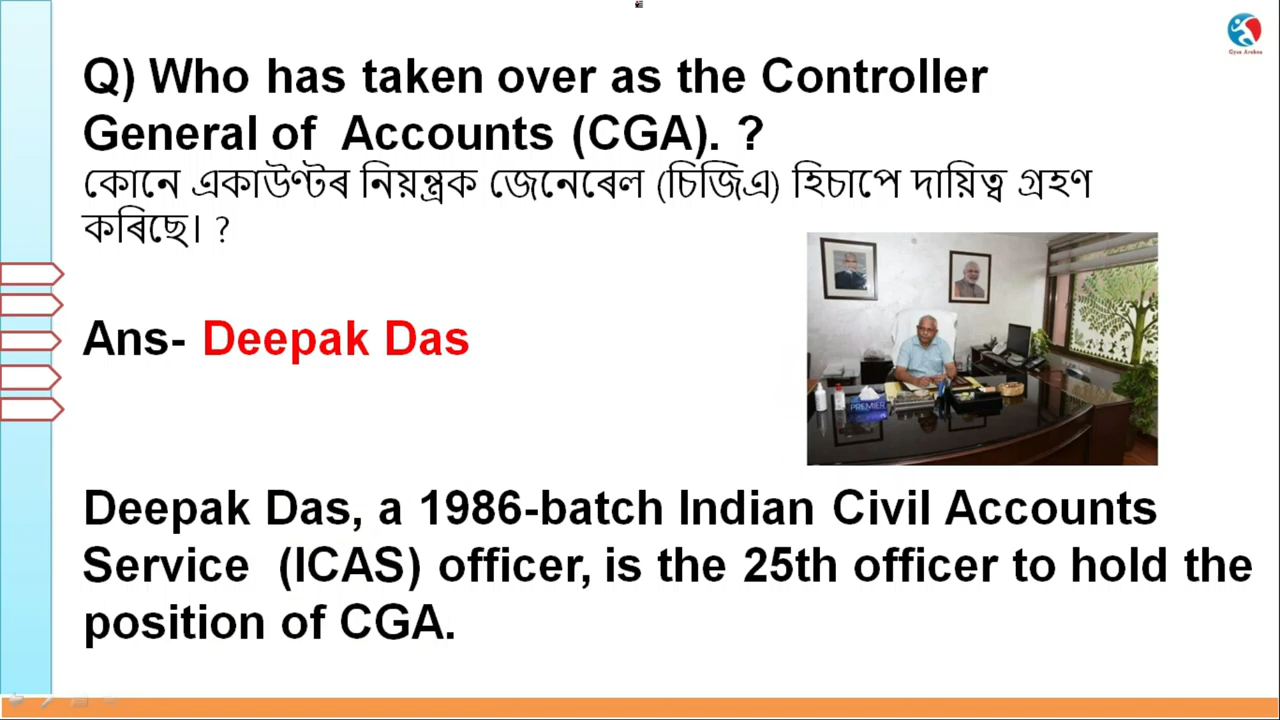 Q) Who has taken over as the Controller
General of  Accounts (CGA). ?
কোনে একাউণ্টৰ নিয়ন্ত্ৰক জেনেৰেল (চিজিএ) হিচাপে দায়িত্ব গ্ৰহণ
কৰিছে। ?
Ans- Deepak Das
PREMIER
Deepak Das, a 1986-batch Indian Civil Accounts
Service  (ICAS) officer, is the 25th officer to hold the
position of CGA.